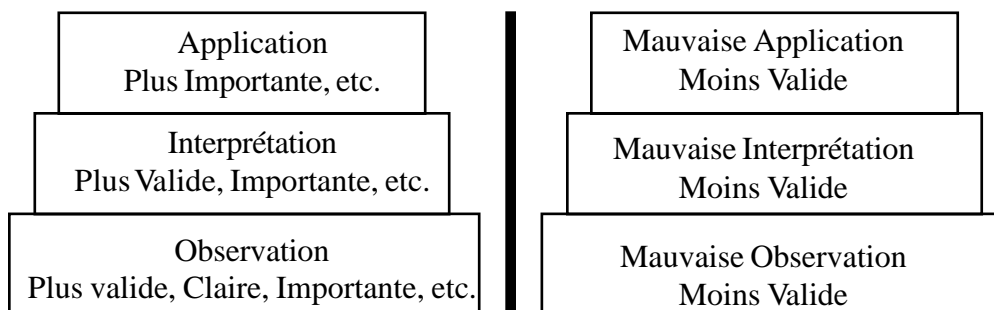 Application
Plus Importante, etc.
Interprétation
Plus Valide, Importante, etc.
Observation
Plus valide, Claire, Importante, etc.
Mauvaise Application
Moins Valide
Mauvaise Interprétation
Moins Valide
Mauvaise Observation
Moins Valide